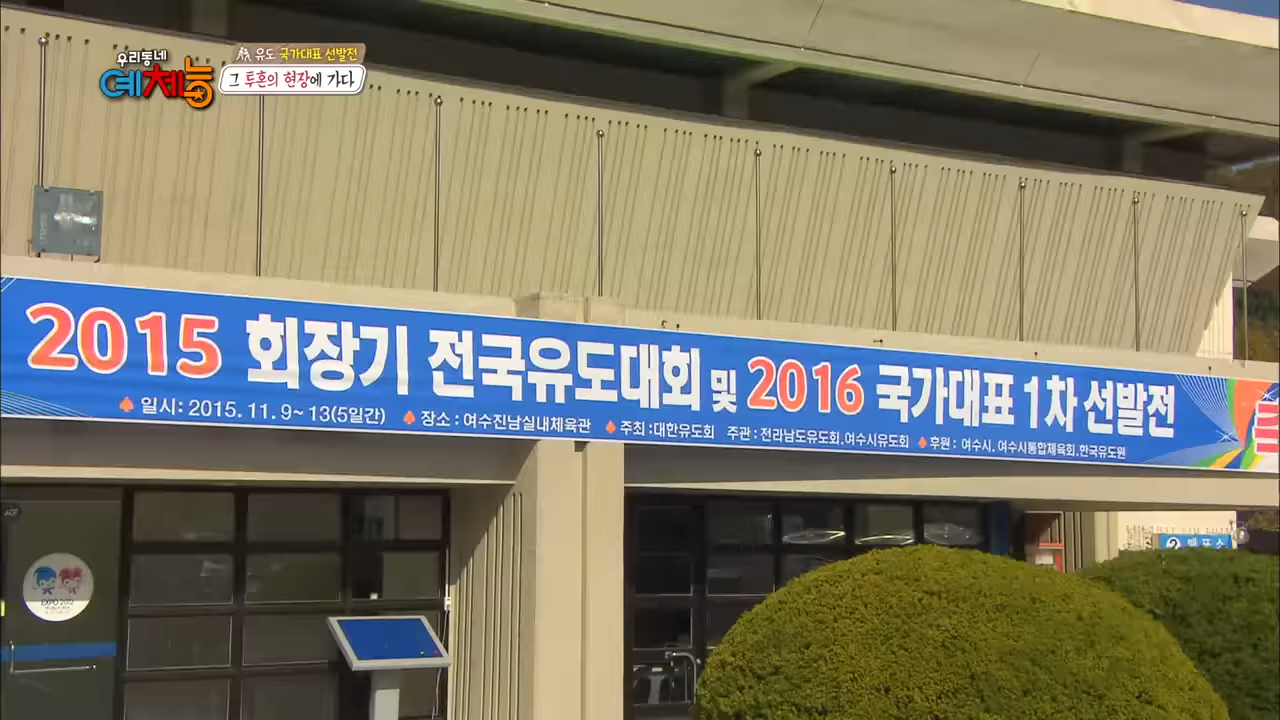 우리동네
예체능
유도 국가대표 선발전
그 투혼의 현장에 가다
2015 회장기 전국유도대회 및 2016 국가대표 1차 선발전
일시: 2015. 11. 9~ 13(5일간) 장소 : 여수진남실내체육관 주최 :대한유도회 주관 : 전라남도유도회,여수시유도회 후원 : 여수시, 여수시통합체육회,한국유도원
EXPO 2012
2 매표소